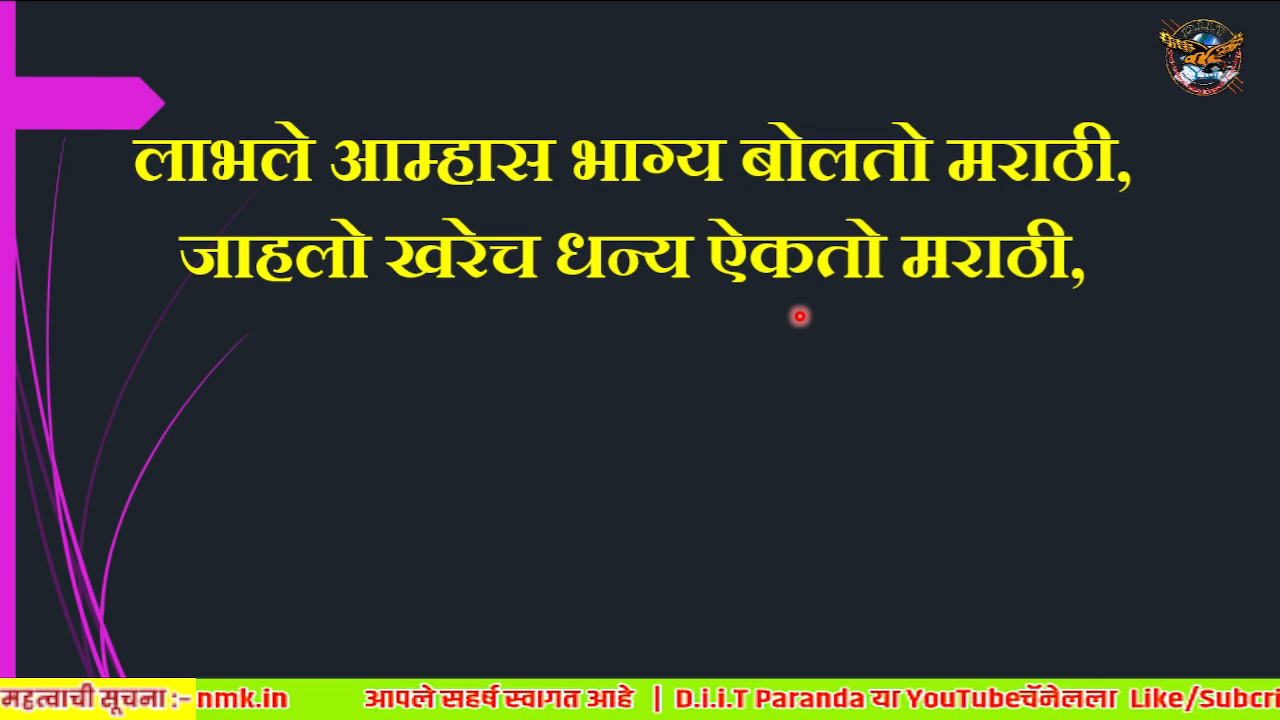 लाभले आम्हास भाग्य बोलतो मराठी,
जाहलो खरेच धन्य ऐकतो मराठी,
महत्वाची सूचना :- nmk.in आपले सहर्ष स्वागत आहे | D.i.i.T Paranda या YouTubeचॅनेलला Like/Subcri